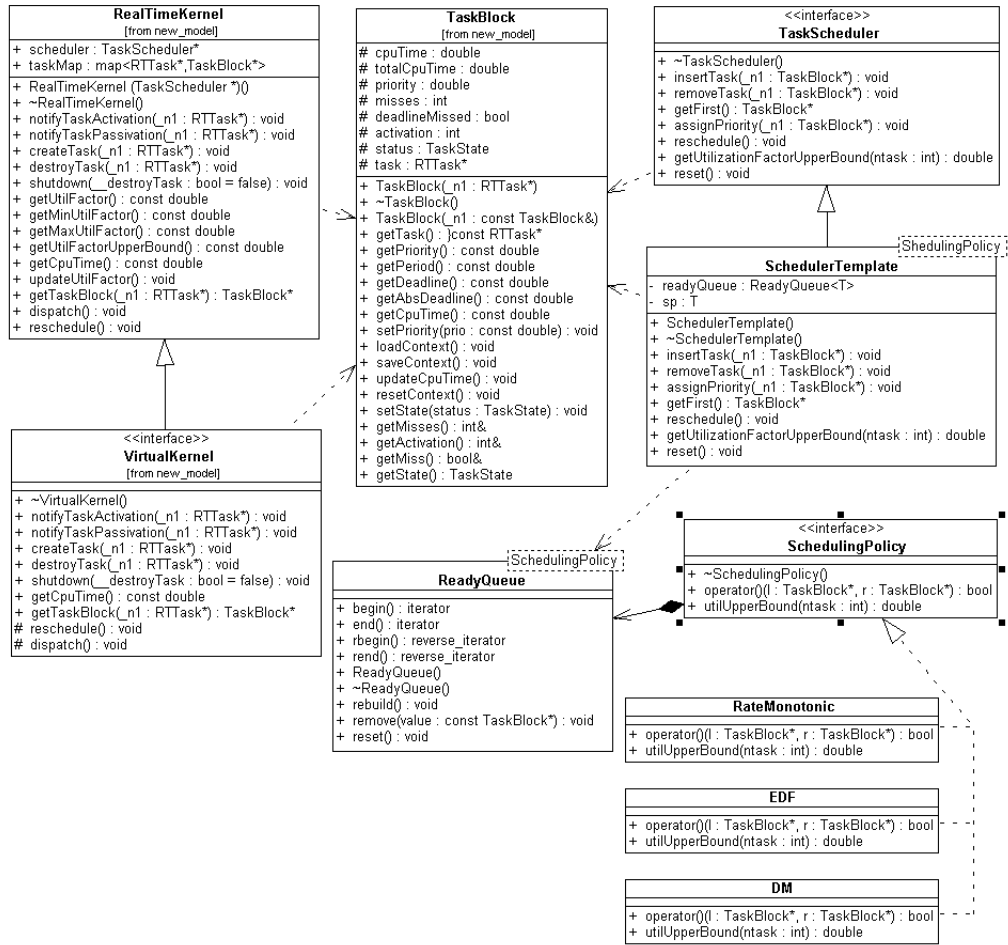 RealTimeKernel
[from new_model]
+ scheduler : TaskScheduler*
+ taskMap : map<RTTask*,TaskBlock*>
+ RealTimeKernel (TaskScheduler *)()
+ ~RealTimeKernel()
+ notifyTaskActivation(_n1 : RTTask*) : void
+ notifyTaskPassivation(_n1 : RTTask*) : void
+ createTask(_n1 : RTTask*) : void
+ destroyTask(_n1 : RTTask*) : void
+ shutdown(__destroyTask : bool = false) : void
+ getUtilFactor() : const double
+ getMinUtilFactor() : const double
+ getMaxUtilFactor() : const double
+ getUtilFactorUpperBound() : const double
+ getCpuTime() : const double
+ updateUtilFactor() : void
+ getTaskBlock(_n1 : RTTask*) : TaskBlock*
+ dispatch() : void
+ reschedule() : void
TaskBlock
[from new_model]
# cpuTime : double
# totalCpuTime : double
# priority : double
# misses : int
# deadlineMissed : bool
# activation : int
# status : TaskState
# task : RTTask*
+ TaskBlock(_n1 : RTTask*)
+ ~TaskBlock()
+ TaskBlock(_n1 : const TaskBlock&)
+ getTask() : }const RTTask*
+ getPriority() : const double
+ getPeriod() : const double
+ getDeadline() : const double
+ getAbsDeadline() : const double
+ getCpuTime() : const double
+ setPriority(prio : const double) : void
+ loadContext() : void
+ saveContext() : void
+ updateCpuTime() : void
+ resetContext() : void
+ setState(status : TaskState) : void
+ getMisses() : int&
+ getActivation() : int&
+ getMiss() : bool&
+ getState() : TaskState
<<interface>>
TaskScheduler
+ ~TaskScheduler()
+ insertTask(_n1 : TaskBlock*) : void
+ removeTask(_n1 : TaskBlock*) : void
+ getFirst() : TaskBlock*
+ assignPriority(_n1 : TaskBlock*) : void
+ reschedule() : void
+ getUtilizationFactorUpperBound(ntask : int) : double
+ reset() : void
ShedulingPolicy
SchedulerTemplate
- readyQueue : ReadyQueue<T>
- sp : T
+ SchedulerTemplate()
+ ~SchedulerTemplate()
+ insertTask(_n1 : TaskBlock*) : void
+ removeTask(_n1 : TaskBlock*) : void
+ assignPriority(_n1 : TaskBlock*) : void
+ getFirst() : TaskBlock*
+ reschedule() : void
+ getUtilizationFactorUpperBound(ntask : int) : double
+ reset() : void
<<interface>>
VirtualKernel
[from new_model]
+ ~VirtualKernel()
+ notifyTaskActivation(_n1 : RTTask*) : void
+ notifyTaskPassivation(_n1 : RTTask*) : void
+ createTask(_n1 : RTTask*) : void
+ destroyTask(_n1 : RTTask*) : void
+ shutdown(__destroyTask : bool = false) : void
+ getCpuTime() : const double
+ getTaskBlock(_n1 : RTTask*) : TaskBlock*
# reschedule() : void
# dispatch() : void
SchedulingPolicy
ReadyQueue
+ begin() : iterator
+ end() : iterator
+ rbegin() : reverse_iterator
+ rend() : reverse_iterator
+ ReadyQueue()
+ ~ReadyQueue()
+ rebuild() : void
+ remove(value : const TaskBlock*) : void
+ reset() : void
<<interface>>
SchedulingPolicy
+ ~SchedulingPolicy()
+ operator()(l : TaskBlock*, r : TaskBlock*) : bool
+ utilUpperBound(ntask : int) : double
RateMonotonic
+ operator()(l : TaskBlock*, r : TaskBlock*) : bool
+ utilUpperBound(ntask : int) : double
EDF
+ operator()(l : TaskBlock*, r : TaskBlock*) : bool
+ utilUpperBound(ntask : int) : double
DM
+ operator()(l : TaskBlock*, r : TaskBlock*) : bool
+ utilUpperBound(ntask : int) : double